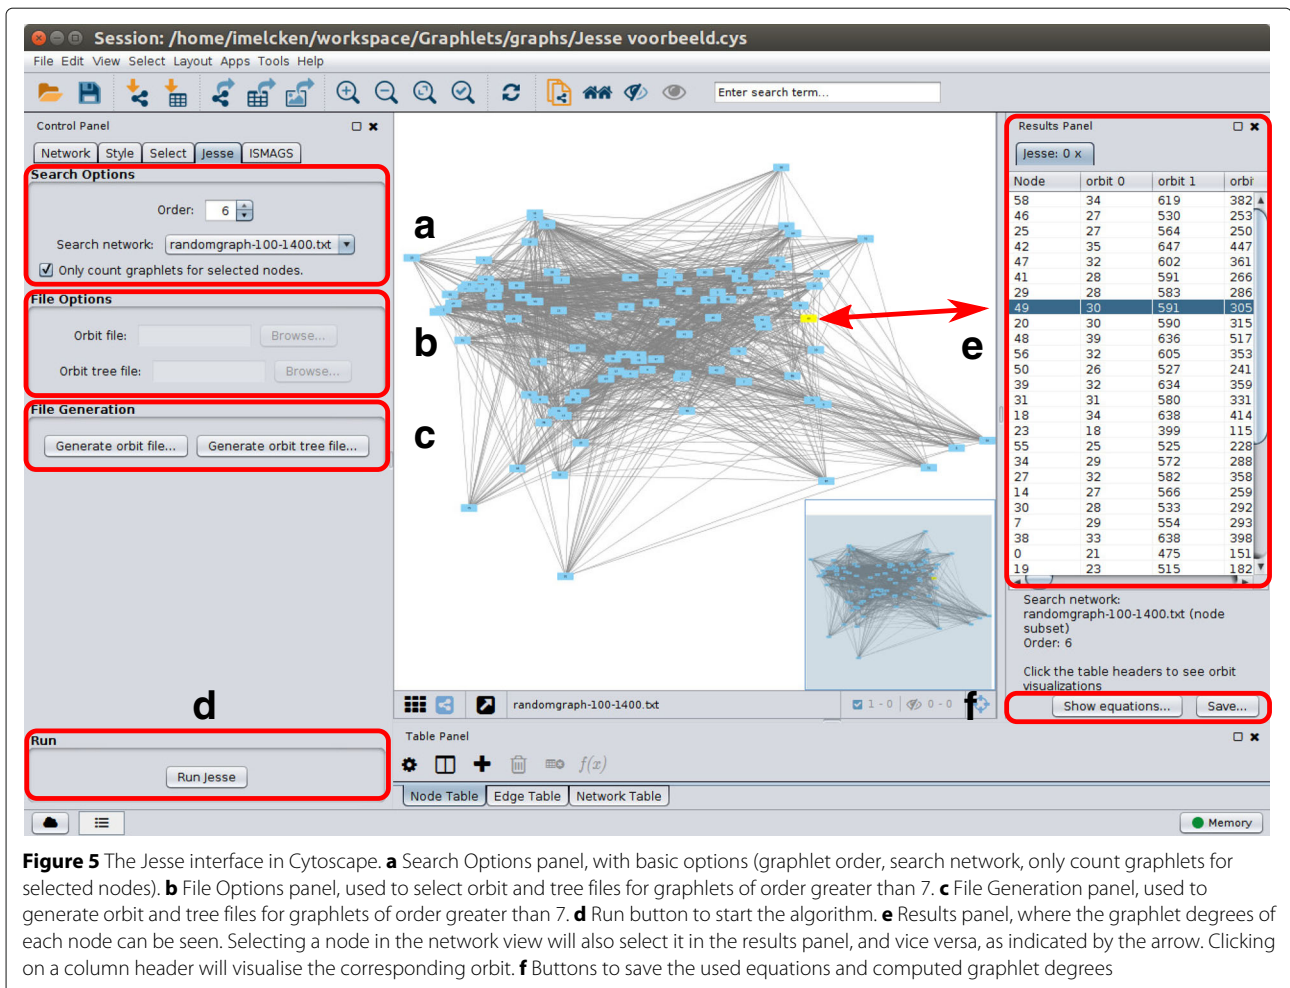 Session: /home/imelcken/workspace/Graphlets/graphs/Jesse voorbeeld.cys
File Edit View Select Layout Apps Tools Help
Enter search term...
Control Panel
Network Style Select Jesse ISMAGS
Search Options
Order: 6
Search network: randomgraph-100-1400.txt
Only count graphlets for selected nodes.
File Options
Orbit file: Browse...
Orbit tree file: Browse...
File Generation
Generate orbit file... Generate orbit tree file...
a
b
c
d
Run
Run Jesse
randomgraph-100-1400.txt
1 - 0 0 - 0
Table Panel
f(x)
Node Table Edge Table Network Table
e
Results Panel
Jesse: 0 x
Node orbit 0 orbit 1 orbi
58 34 619 382
46 27 530 253
25 27 564 250
42 35 647 447
47 32 602 361
41 28 591 266
29 28 583 286
49 30 591 305
20 30 590 315
48 39 636 517
56 32 605 353
50 26 527 241
39 32 634 359
31 31 580 331
18 34 638 414
23 18 399 115
55 25 525 228
34 29 572 288
27 32 582 358
14 27 566 259
30 28 533 292
7 29 554 293
38 33 638 398
0 21 475 151
19 23 515 182
Search network:
randomgraph-100-1400.txt (node
subset)
Order: 6
Click the table headers to see orbit
visualizations
f
Show equations... Save...
Memory
Figure 5 The Jesse interface in Cytoscape. a Search Options panel, with basic options (graphlet order, search network, only count graphlets for
selected nodes). b File Options panel, used to select orbit and tree files for graphlets of order greater than 7. c File Generation panel, used to
generate orbit and tree files for graphlets of order greater than 7. d Run button to start the algorithm. e Results panel, where the graphlet degrees of
each node can be seen. Selecting a node in the network view will also select it in the results panel, and vice versa, as indicated by the arrow. Clicking
on a column header will visualise the corresponding orbit. f Buttons to save the used equations and computed graphlet degrees